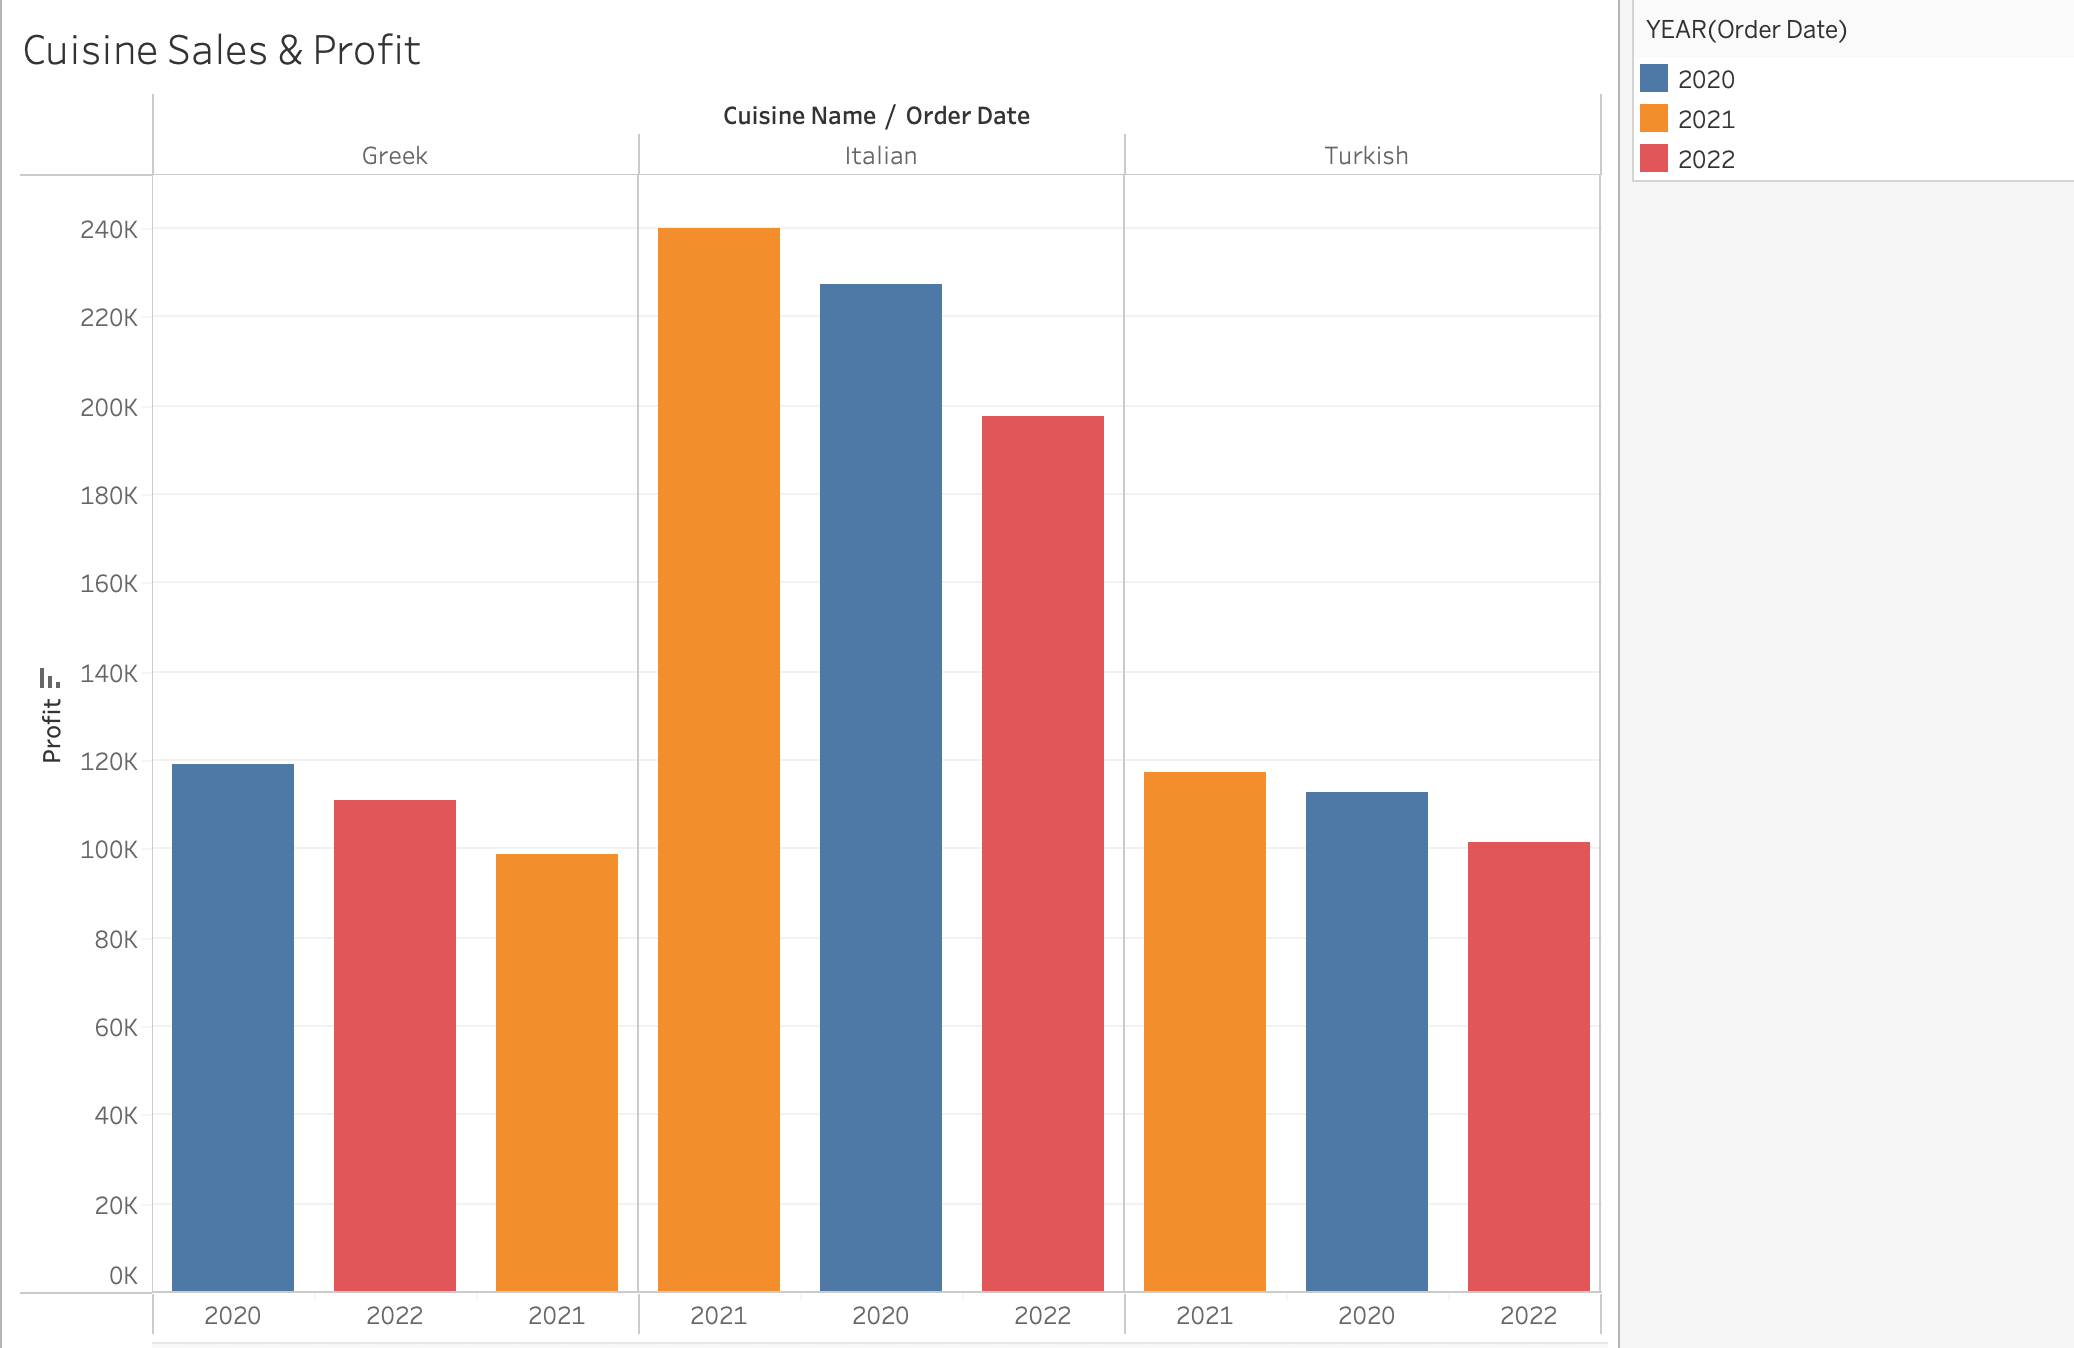 Cuisine Sales & Profit
Cuisine Name / Order Date
Greek
Italian
Turkish
Profit
240K
220K
200K
180K
160K
140K
120K
100K
80K
60K
40K
20K
0K
2020
2022
2021
2021
2020
2022
2021
2020
2022
YEAR(Order Date)
2020
2021
2022